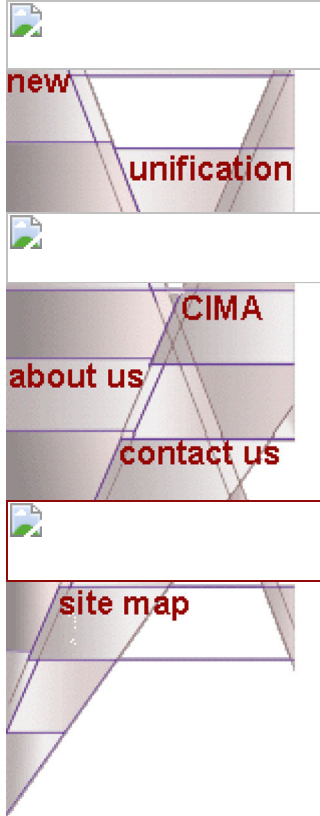 new
unification
CIMA
about us
contact us
site map